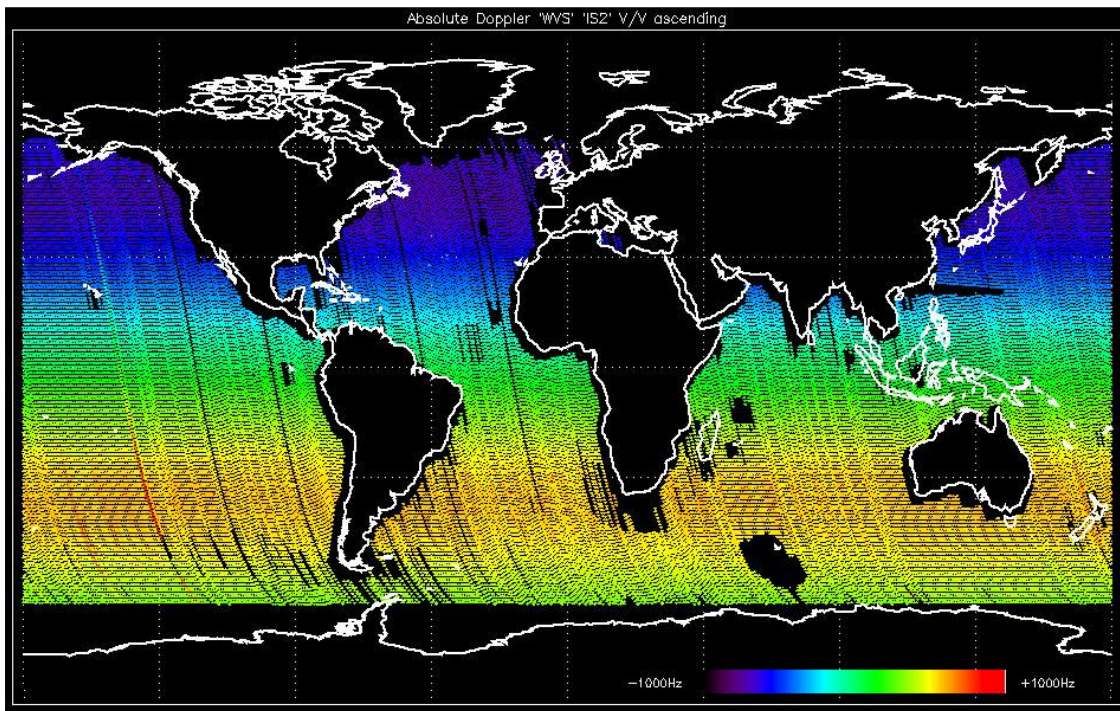 Absolute Doppler 'WVS' 'IS2' V/V ascending
-1000Hz
+1000Hz